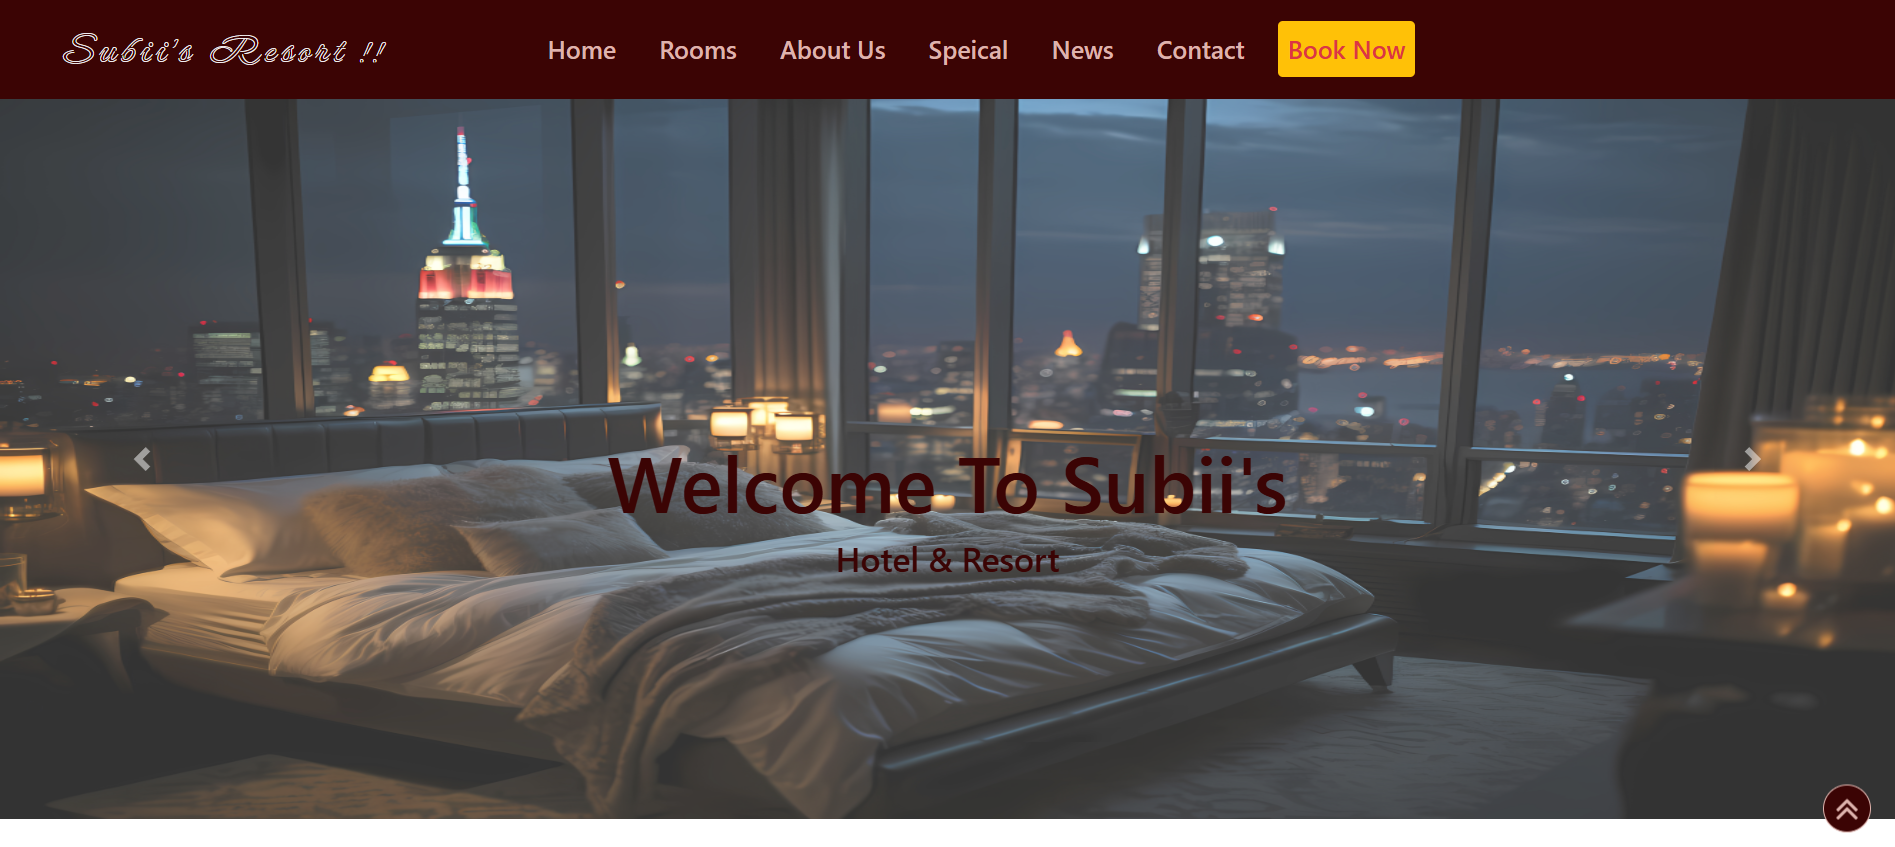 Subii's Resort !!
Home Rooms About Us Speical News Contact Book Now
Welcome To Subii's
Hotel & Resort